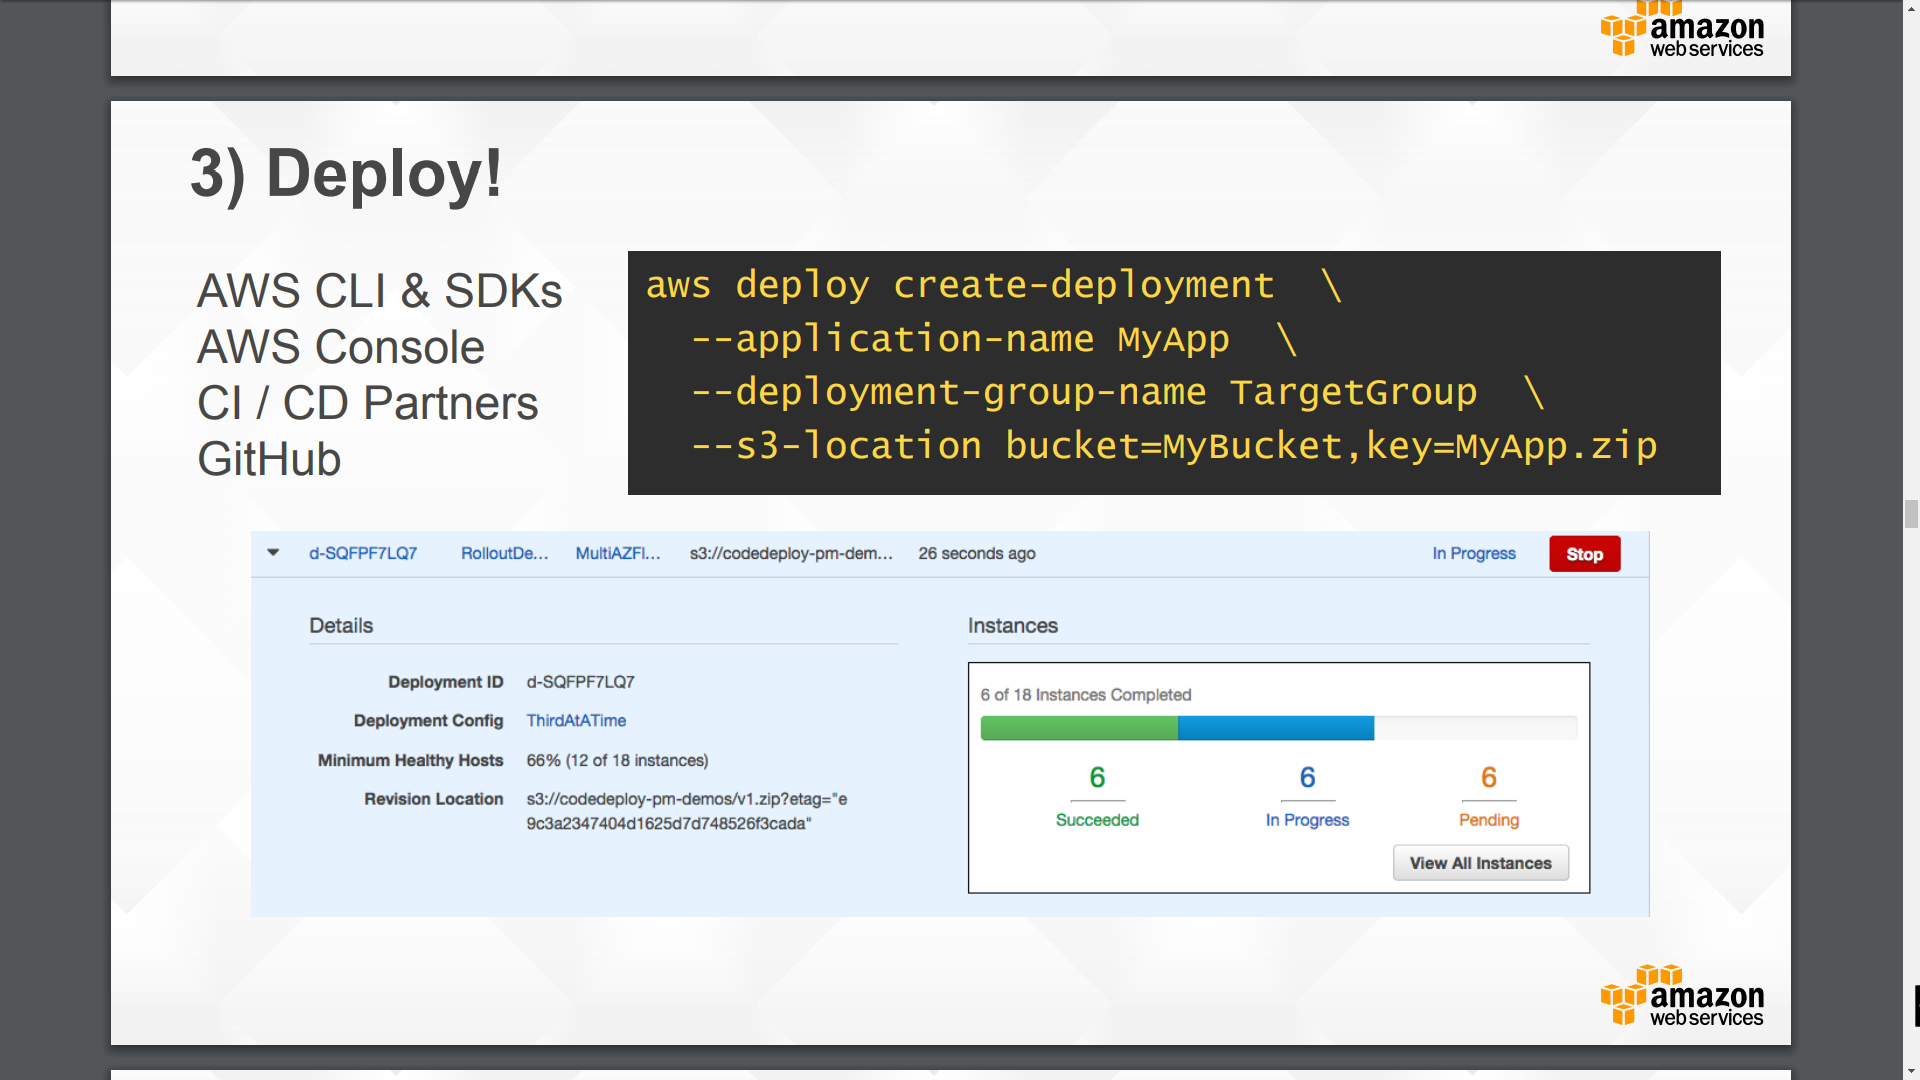 amazon
webservices
3) Deploy!
AWS CLI & SDKs
AWS Console
CI / CD Partners
GitHub
aws deploy create-deployment \
--application-name MyApp \
--deployment-group-name TargetGroup \
--s3-location bucket=MyBucket,key=MyApp.zip
d-SQFPF7LQ7 RolloutDe... MultiAZFl... s3://codedeploy-pm-dem... 26 seconds ago In Progress Stop
Details
Deployment ID d-SQFPF7LQ7
Deployment Config ThirdAtATime
Minimum Healthy Hosts 66% (12 of 18 instances)
Revision Location s3://codedeploy-pm-demos/v1.zip?etag="e
9c3a2347404d1625d7d748526f3cada"
Instances
6 of 18 Instances Completed
6 6 6
Succeeded In Progress Pending
View All Instances
amazon
webservices